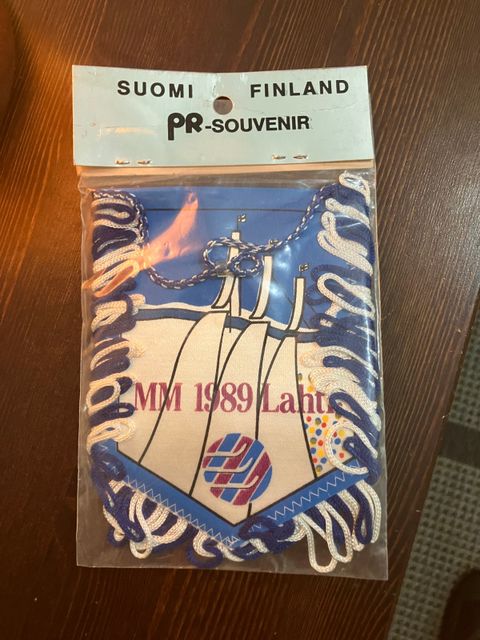 SUOMI FINLAND
PR-SOUVENIR
MM 1989 Lahti